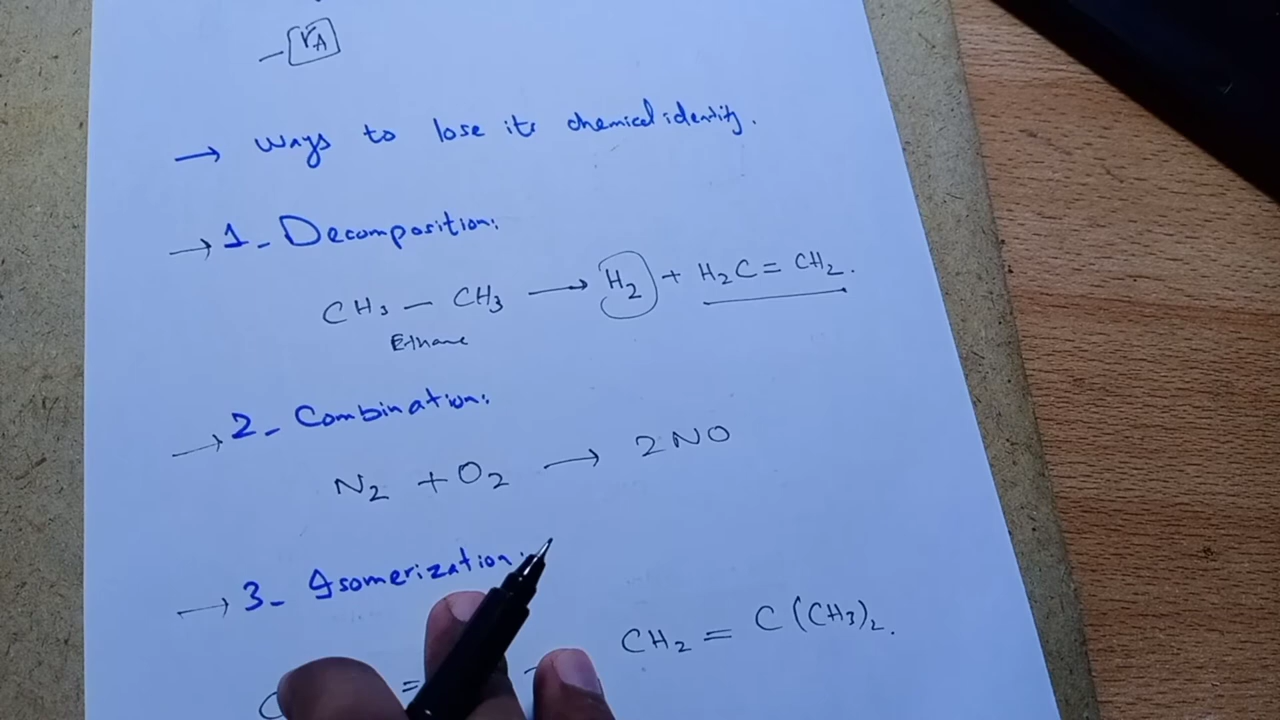 -rA
→ Ways to lose its chemical identity.
→ 1- Decomposition:
CH3 — CH3 → H2 + H2C = CH2.
Ethane
→ 2- Combination:
N2 + O2 → 2NO
→ 3- Isomerization:
CH2 = C(CH3)2.